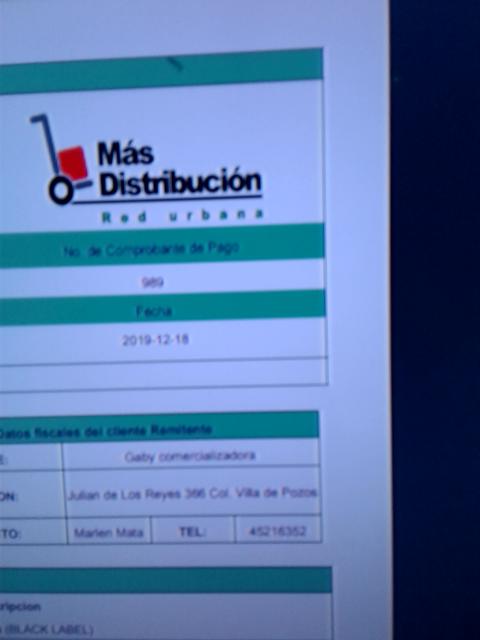 Más
Distribución
Red urbana
No. de Comprobante de Pago
989
Fecha
2019-12-18
Datos fiscales del cliente Remitente
E: Gaby comercializadora
ON: Julian de Los Reyes 366 Col. Villa de Pozos
TO: Marlen Mata TEL: 45216352
ripcion
(BLACK LABEL)